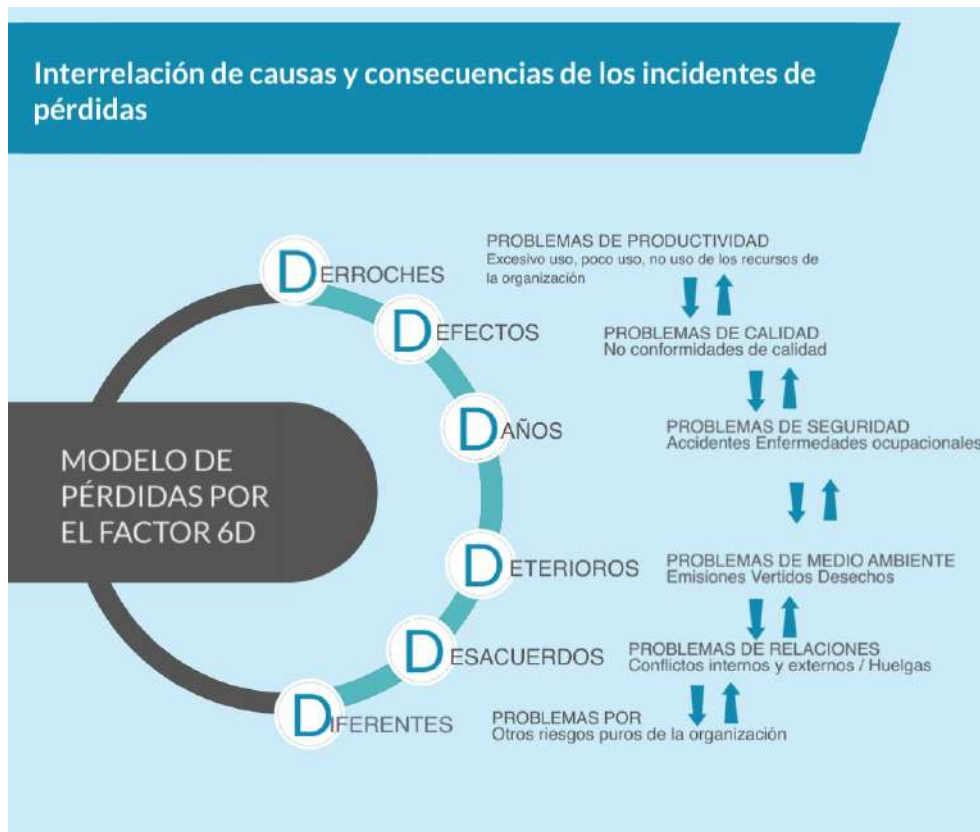 Interrelación de causas y consecuencias de los incidentes de
pérdidas
MODELO DE
PÉRDIDAS POR
EL FACTOR 6D
DERROCHES
PROBLEMAS DE PRODUCTIVIDAD
Excesivo uso, poco uso, no uso de los recursos de
la organización
DEFECTOS
PROBLEMAS DE CALIDAD
No conformidades de calidad
DAÑOS
PROBLEMAS DE SEGURIDAD
Accidentes Enfermedades ocupacionales
DETERIOROS
PROBLEMAS DE MEDIO AMBIENTE
Emisiones Vertidos Desechos
DESACUERDOS
PROBLEMAS DE RELACIONES
Conflictos internos y externos / Huelgas
DIFERENTES
PROBLEMAS POR
Otros riesgos puros de la organización